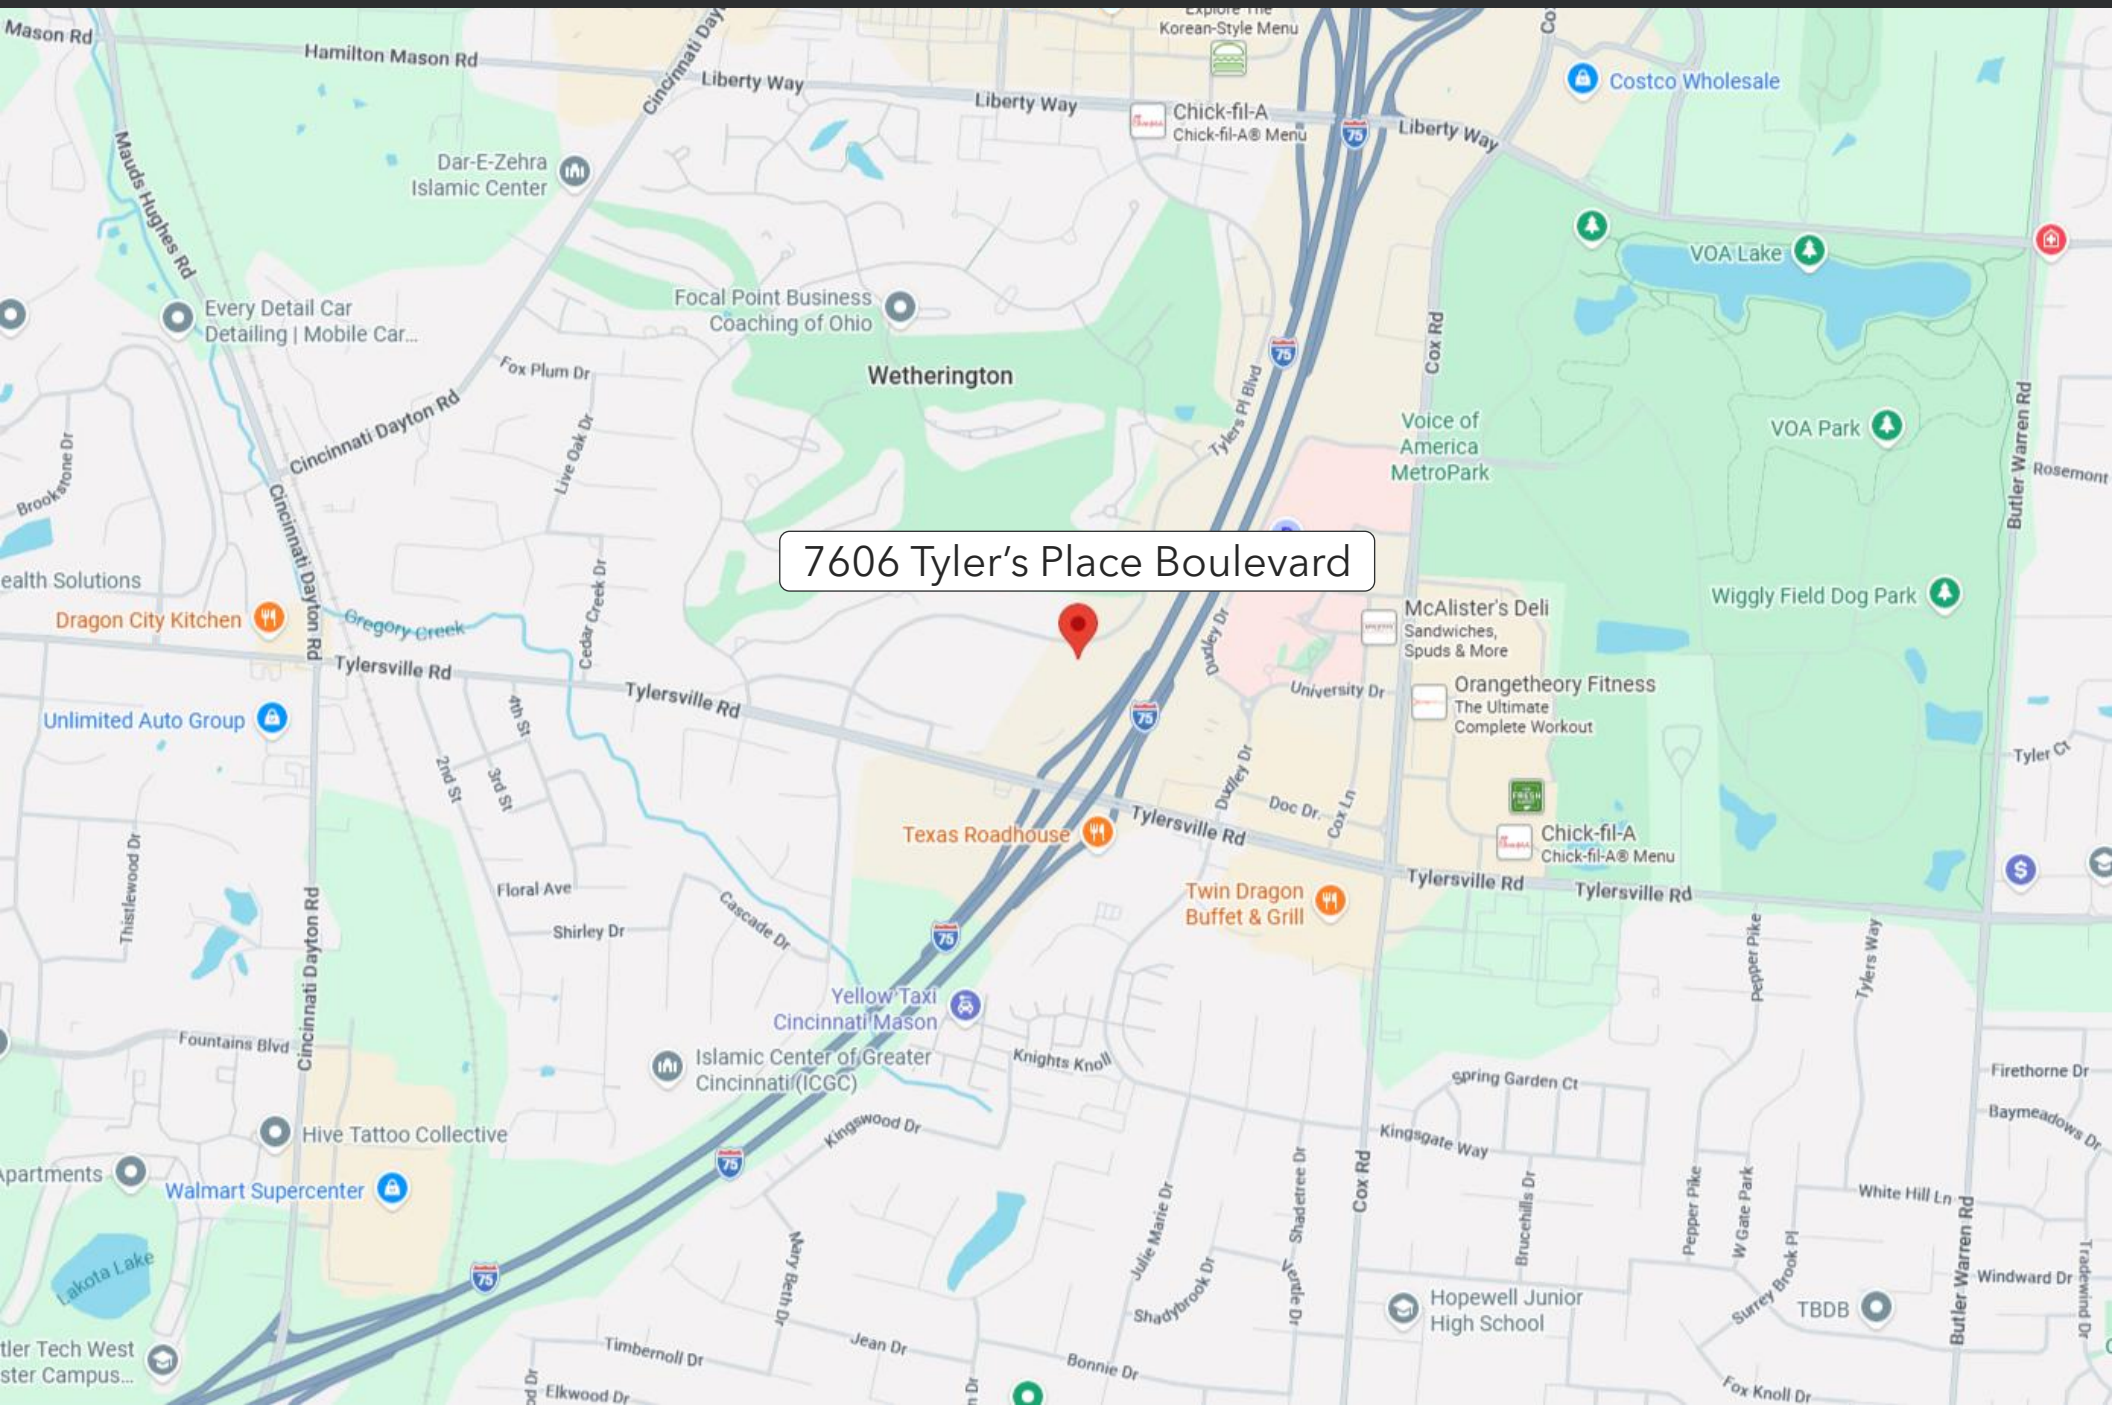 Explore The
Korean-Style Menu
Mason Rd
Hamilton Mason Rd
Cincinnati Day
Liberty Way
Liberty Way
Chick-fil-A
Chick-fil-A® Menu
75
Liberty Way
Costco Wholesale
Mauds Hughes Rd
Dar-E-Zehra
Islamic Center
VOA Lake
Every Detail Car
Detailing | Mobile Car...
Focal Point Business
Coaching of Ohio
75
Cox Rd
Fox Plum Dr
Wetherington
Tylers Pl Blvd
Cincinnati Dayton Rd
Live Oak Dr
Voice of
America
MetroPark
VOA Park
Butler Warren Rd
Rosemont
Brookstone Dr
Cincinnati Dayton Rd
7606 Tyler's Place Boulevard
ealth Solutions
Dragon City Kitchen
Gregory Creek
Cedar Creek Dr
Dudley Dr
McAlister's Deli
Sandwiches,
Spuds & More
Wiggly Field Dog Park
Tylersville Rd
Tylersville Rd
University Dr
Orangetheory Fitness
The Ultimate
Complete Workout
Unlimited Auto Group
4th St
75
2nd St
3rd St
Dudley Dr
Tyler Ct
Doc Dr.
Cox Ln
FRESH
Texas Roadhouse
Tylersville Rd
Chick-fil-A
Chick-fil-A® Menu
Thistlewood Dr
Floral Ave
Cascade Dr
Twin Dragon
Buffet & Grill
Tylersville Rd
Tylersville Rd
Shirley Dr
75
Cincinnati Dayton Rd
Pepper Pike
Tylers Way
Yellow Taxi
Cincinnati Mason
Fountains Blvd
Islamic Center of Greater
Cincinnati (ICGC)
Knights Knoll
Spring Garden Ct
Firethorne Dr
Baymeadows Dr
Hive Tattoo Collective
Kingswood Dr
Kingsgate Way
75
Apartments
Walmart Supercenter
Julie Marie Dr
Shadetree Dr
Cox Rd
Brucehills Dr
Pepper Pike
W Gate Park
White Hill Ln
Butler Warren Rd
Lakota Lake
75
Mary Beth Dr
Shadybrook Dr
Ventle Dr
Hopewell Junior
High School
Surrey Brook Pl
TBDB
Windward Dr
Tradewind Dr
tler Tech West
ster Campus...
Timbernoll Dr
Jean Dr
Bonnie Dr
Elkwood Dr
Fox Knoll Dr